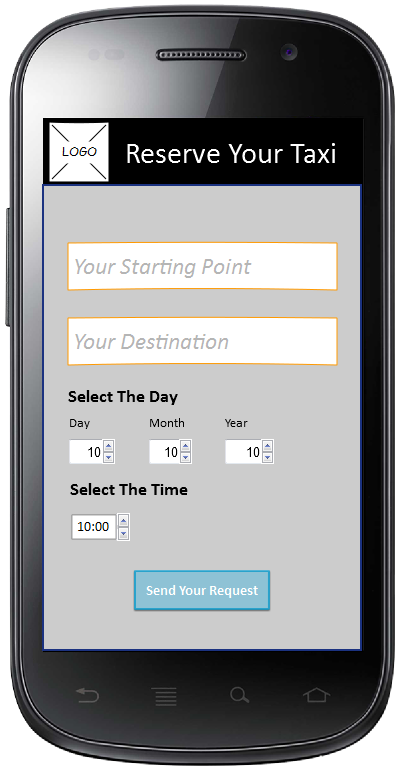 LOGO
Reserve Your Taxi
Your Starting Point
Your Destination
Select The Day
Day Month Year
10 10 10
Select The Time
10:00
Send Your Request